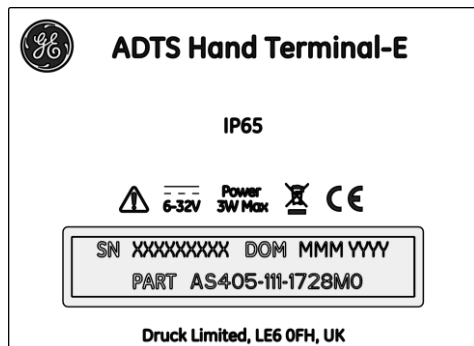 GE
ADTS Hand Terminal-E
IP65
6-32V
Power
3W Max
CE
SN XXXXXXXXX DOM MMM YYYY
PART AS405-111-1728M0
Druck Limited, LE6 0FH, UK